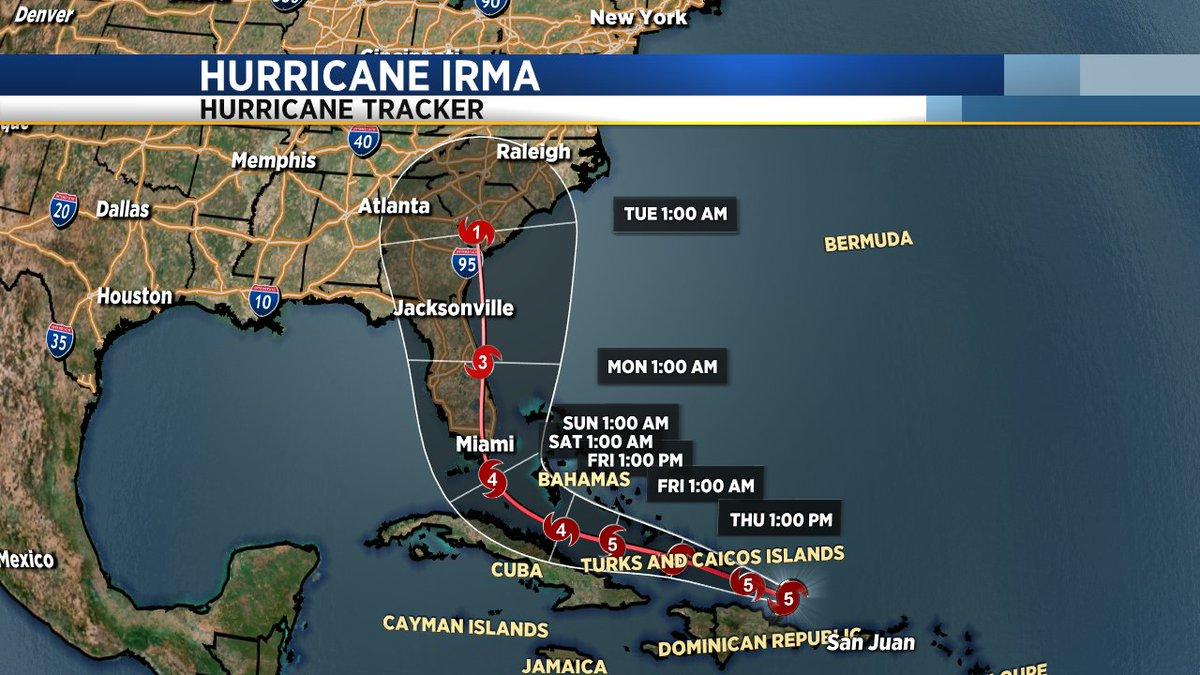 Denver
90
New York
HURRICANE IRMA
HURRICANE TRACKER
40
Raleigh
Memphis
20
Dallas
Atlanta
TUE 1:00 AM
1
BERMUDA
95
Houston
10
Jacksonville
35
3
MON 1:00 AM
SUN 1:00 AM
Miami
SAT 1:00 AM
FRI 1:00 PM
4
BAHAMAS
FRI 1:00 AM
THU 1:00 PM
4
5
Mexico
CUBA
TURKS AND CAICOS ISLANDS
5
5
CAYMAN ISLANDS
DOMINICAN REPUBLIC
San Juan
JAMAICA